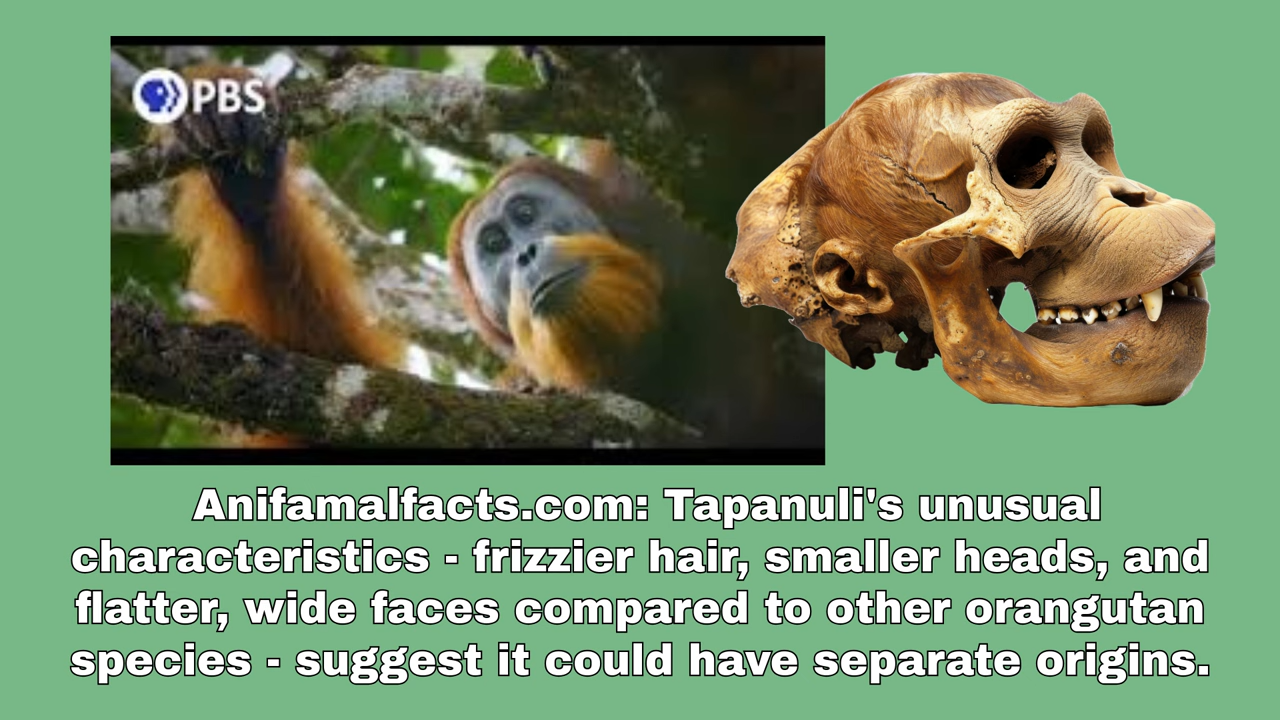 PBS
Anifamalfacts.com: Tapanuli's unusual
characteristics - frizzier hair, smaller heads, and
flatter, wide faces compared to other orangutan
species - suggest it could have separate origins.